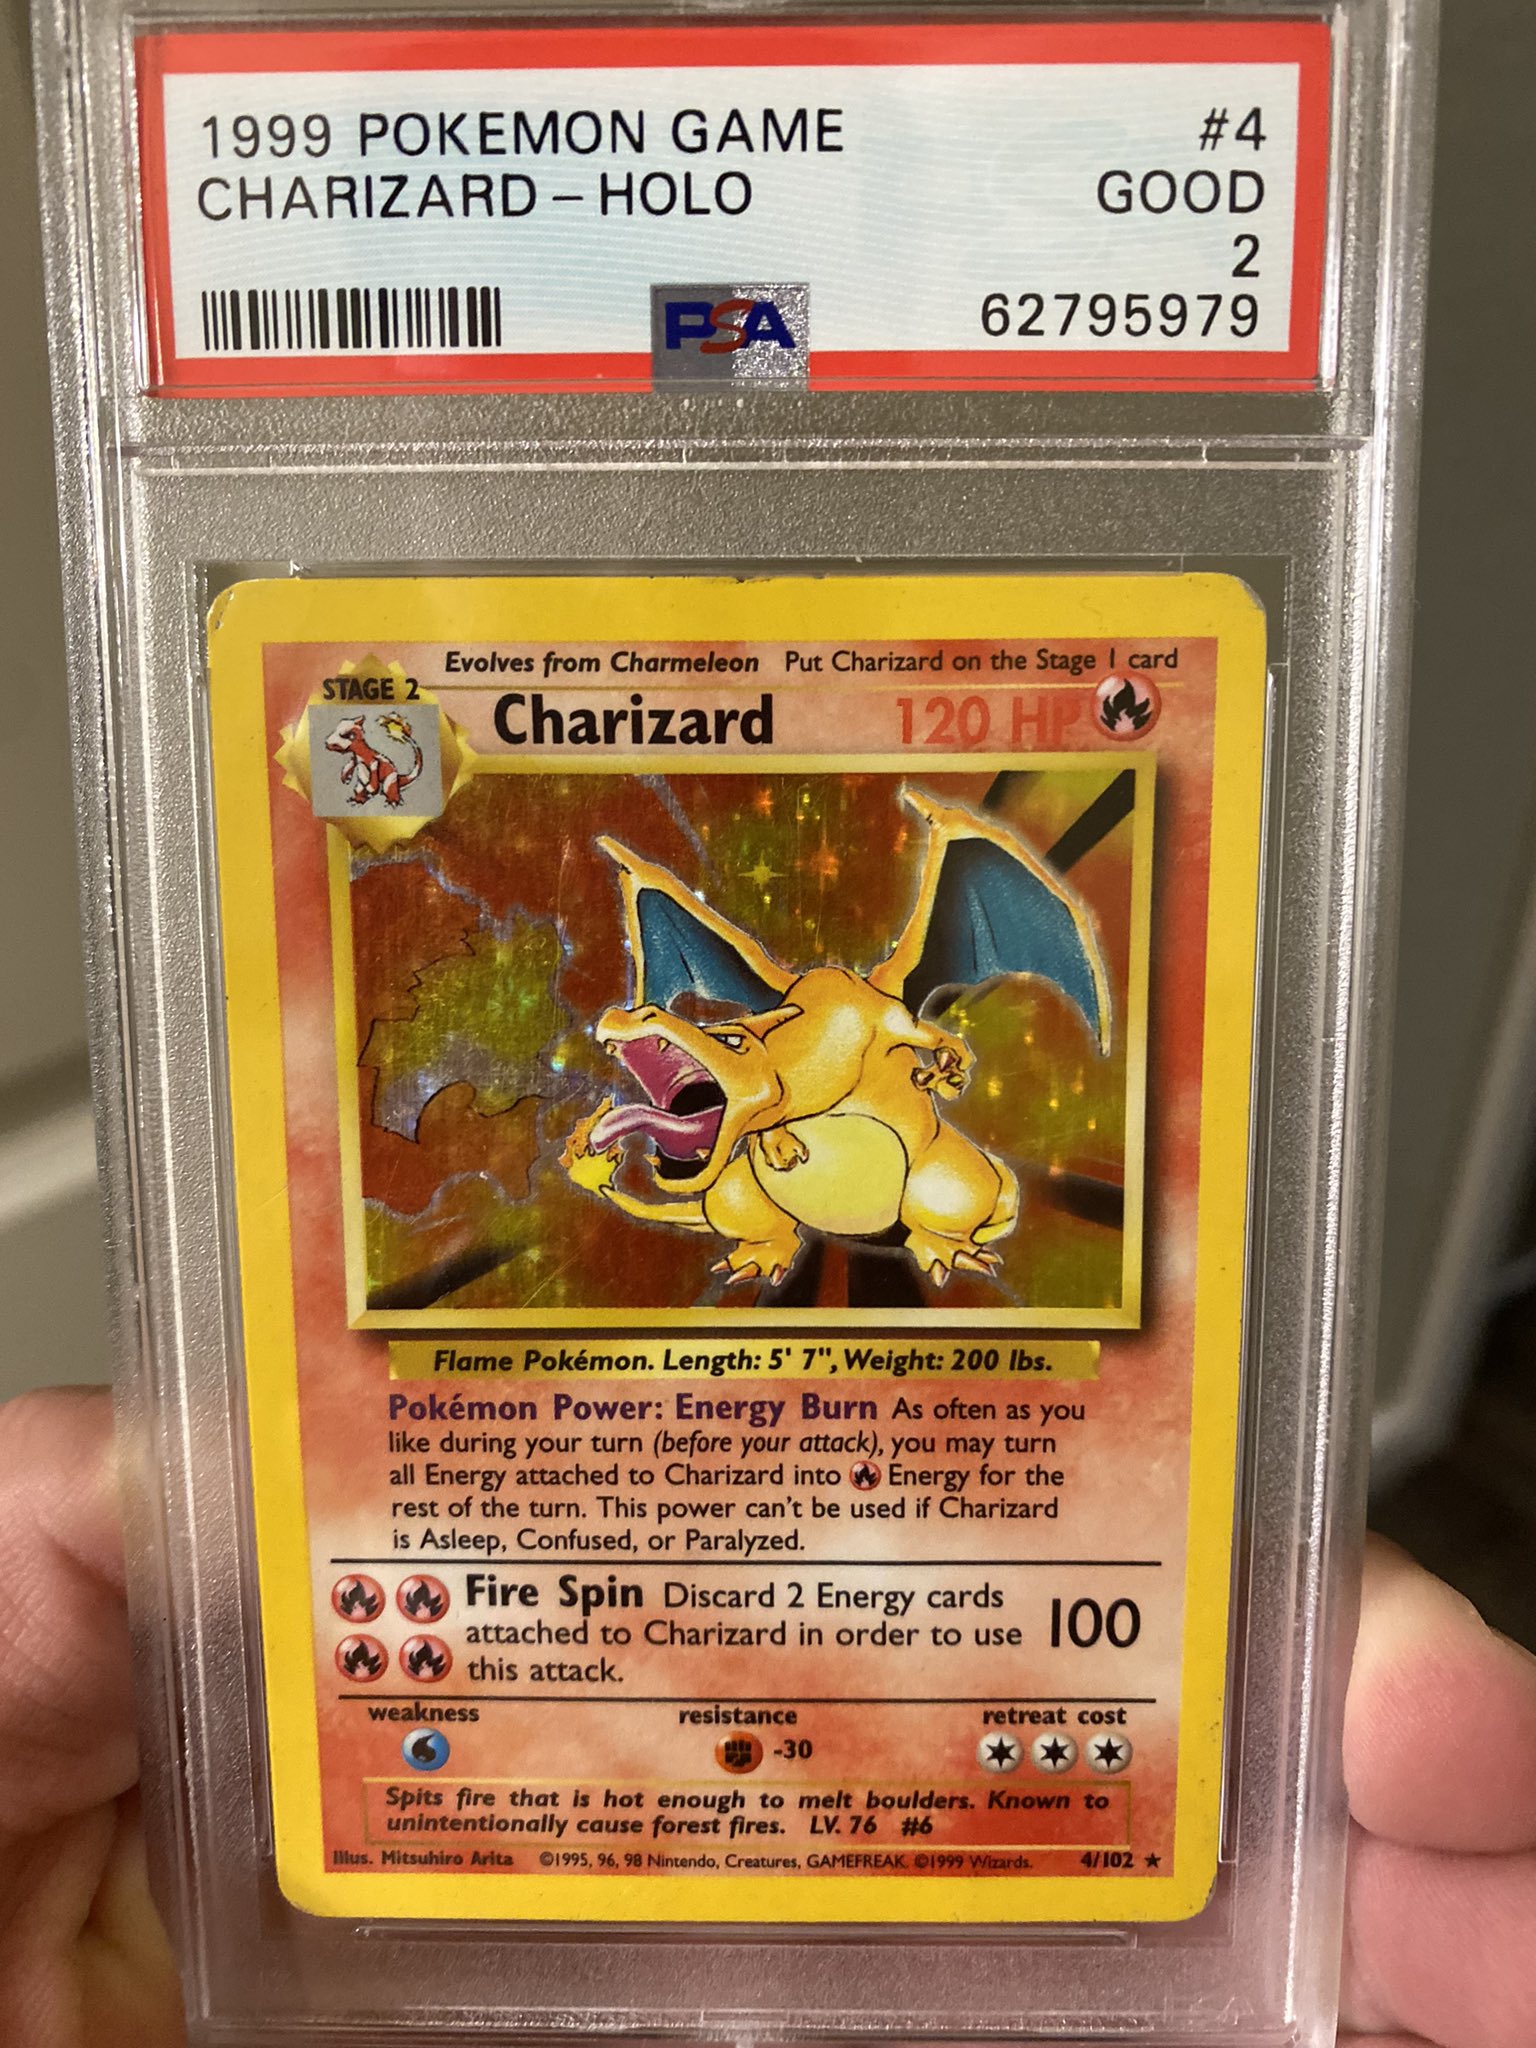 1999 POKEMON GAME #4
CHARIZARD – HOLO GOOD
2
PSA 62795979
Evolves from Charmeleon Put Charizard on the Stage 1 card
STAGE 2
Charizard 120 HP
Flame Pokémon. Length: 5' 7", Weight: 200 lbs.
Pokémon Power: Energy Burn As often as you
like during your turn (before your attack), you may turn
all Energy attached to Charizard into Energy for the
rest of the turn. This power can't be used if Charizard
is Asleep, Confused, or Paralyzed.
Fire Spin Discard 2 Energy cards
attached to Charizard in order to use 100
this attack.
weakness resistance retreat cost
-30
Spits fire that is hot enough to melt boulders. Known to
unintentionally cause forest fires. LV. 76 #6
Illus. Mitsuhiro Arita ©1995, 96, 98 Nintendo, Creatures, GAMEFREAK. ©1999 Wizards. 4/102 ★